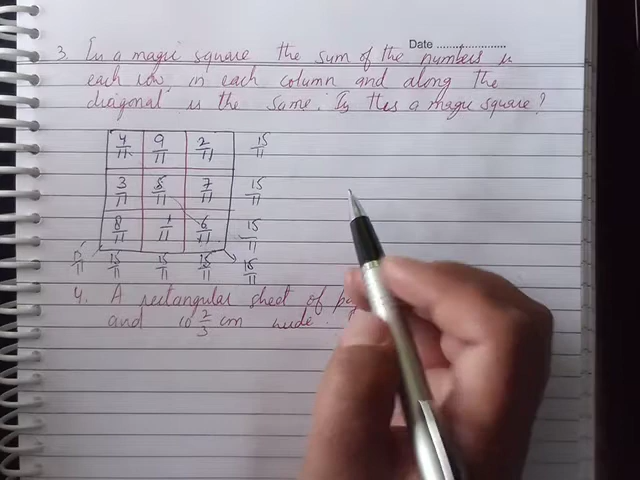 Date
3. In a magic square the sum of the numbers in
each row in each column and along the
diagonal is the same. Is this a magic square?
4/11 9/11 2/11 15/11
3/11 5/11 7/11 15/11
8/11 1/11 6/11 15/11
15/11 15/11 15/11 15/11 15/11
4. A rectangular sheet of
and 10 2/3 cm wide.